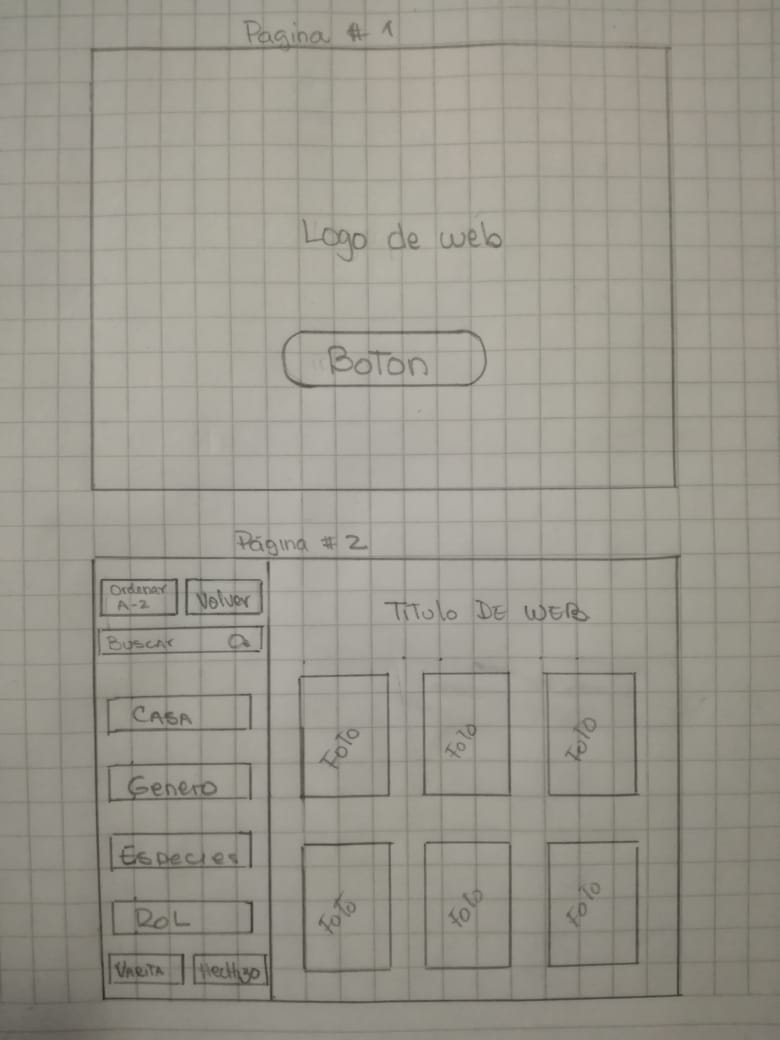 Pagina # 1
Logo de web
BoTon
Página # 2
Ordenar
A-Z
Volver
Buscar
TiTulo DE WEB
CASA
Genero
Especies
RoL
VARiTA
Hechizo
FoTo
FoTo
FoTo
FoTo
FoTo
FoTo